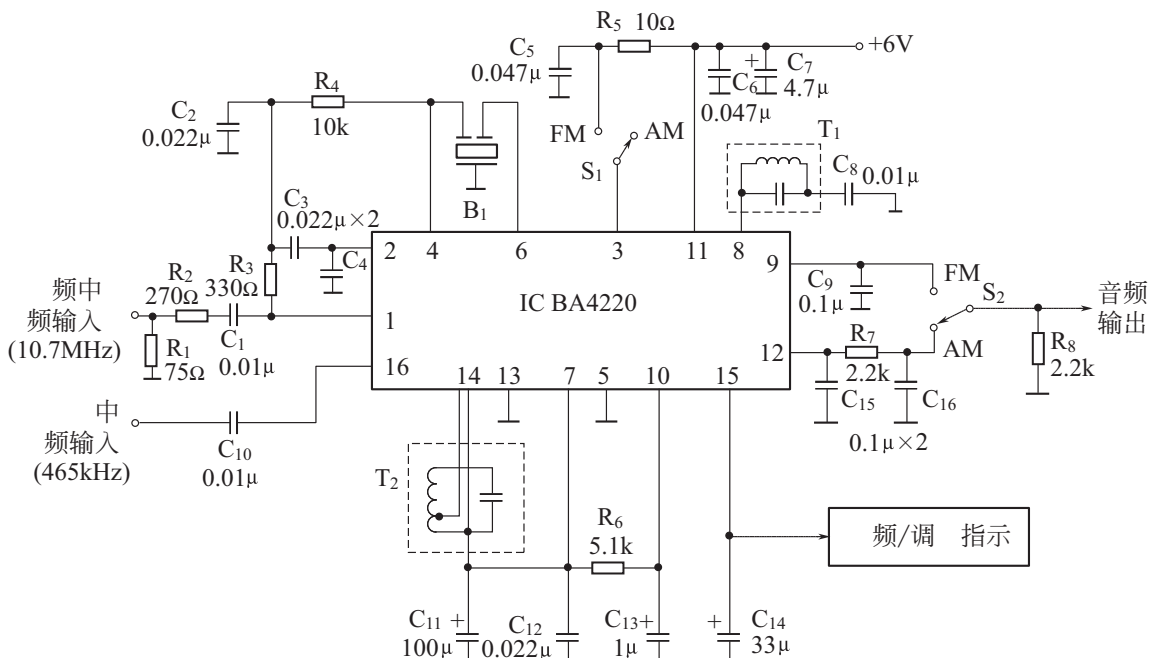 R₅ 10Ω
+6V
C₅
0.047μ
C₆
0.047μ
C₇
4.7μ
R₄
10k
C₂
0.022μ
FM
AM
S₁
T₁
C₈
0.01μ
B₁
C₃
0.022μ×2
C₄
2
4
6
3
11
8
9
IC BA4220
1
16
14
13
7
5
10
15
12
R₂
270Ω
R₃
330Ω
频中
频输入
(10.7MHz)
R₁
75Ω
C₁
0.01μ
C₉
0.1μ
FM
S₂
AM
音频
输出
R₇
2.2k
R₈
2.2k
C₁₅
C₁₆
0.1μ×2
中
频输入
(465kHz)
C₁₀
0.01μ
T₂
R₆
5.1k
频/调 指示
C₁₁
100μ
C₁₂
0.022μ
C₁₃
1μ
C₁₄
33μ